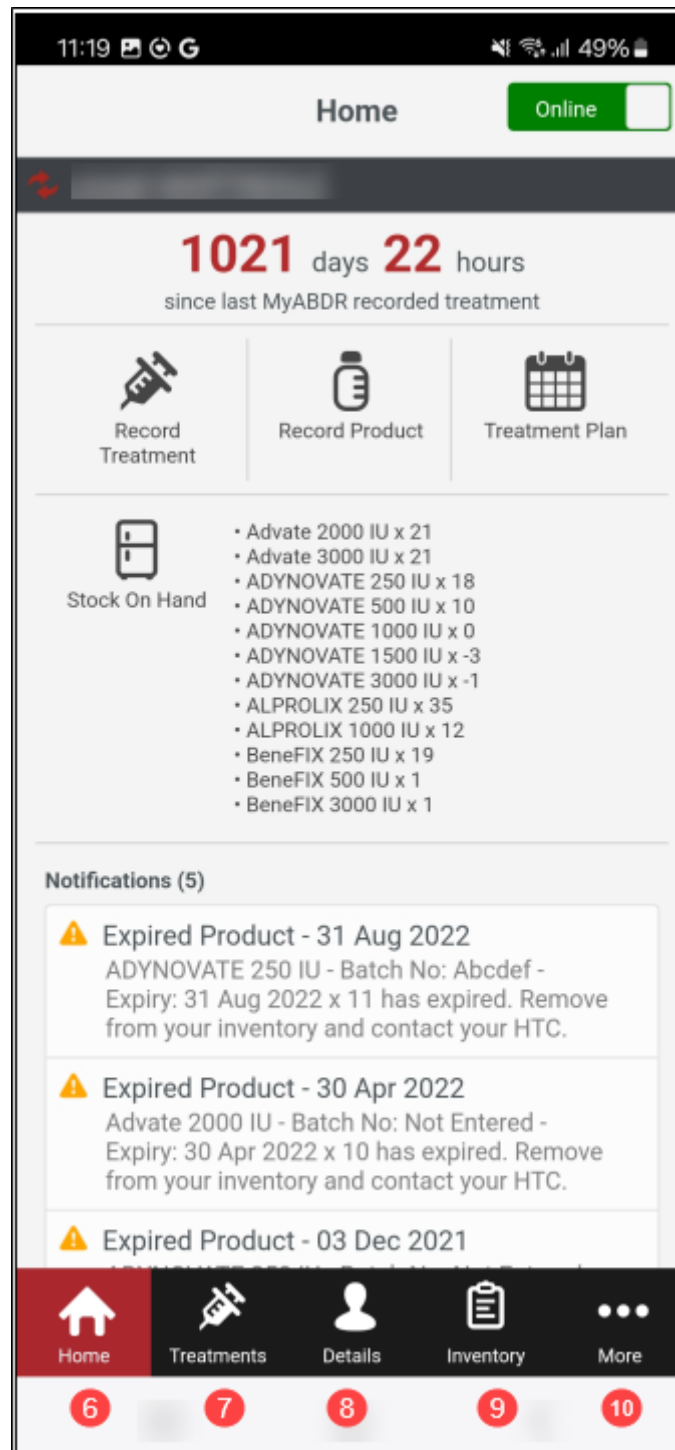 11:19 G 49%
Home
Online
1021 days 22 hours
since last MyABDR recorded treatment
Record
Treatment
Record Product
Treatment Plan
Stock On Hand
• Advate 2000 IU x 21
• Advate 3000 IU x 21
• ADYNOVATE 250 IU x 18
• ADYNOVATE 500 IU x 10
• ADYNOVATE 1000 IU x 0
• ADYNOVATE 1500 IU x -3
• ADYNOVATE 3000 IU x -1
• ALPROLIX 250 IU x 35
• ALPROLIX 1000 IU x 12
• BeneFIX 250 IU x 19
• BeneFIX 500 IU x 1
• BeneFIX 3000 IU x 1
Notifications (5)
Expired Product - 31 Aug 2022
ADYNOVATE 250 IU - Batch No: Abcdef -
Expiry: 31 Aug 2022 x 11 has expired. Remove
from your inventory and contact your HTC.
Expired Product - 30 Apr 2022
Advate 2000 IU - Batch No: Not Entered -
Expiry: 30 Apr 2022 x 10 has expired. Remove
from your inventory and contact your HTC.
Expired Product - 03 Dec 2021
Home Treatments Details Inventory More
6 7 8 9 10